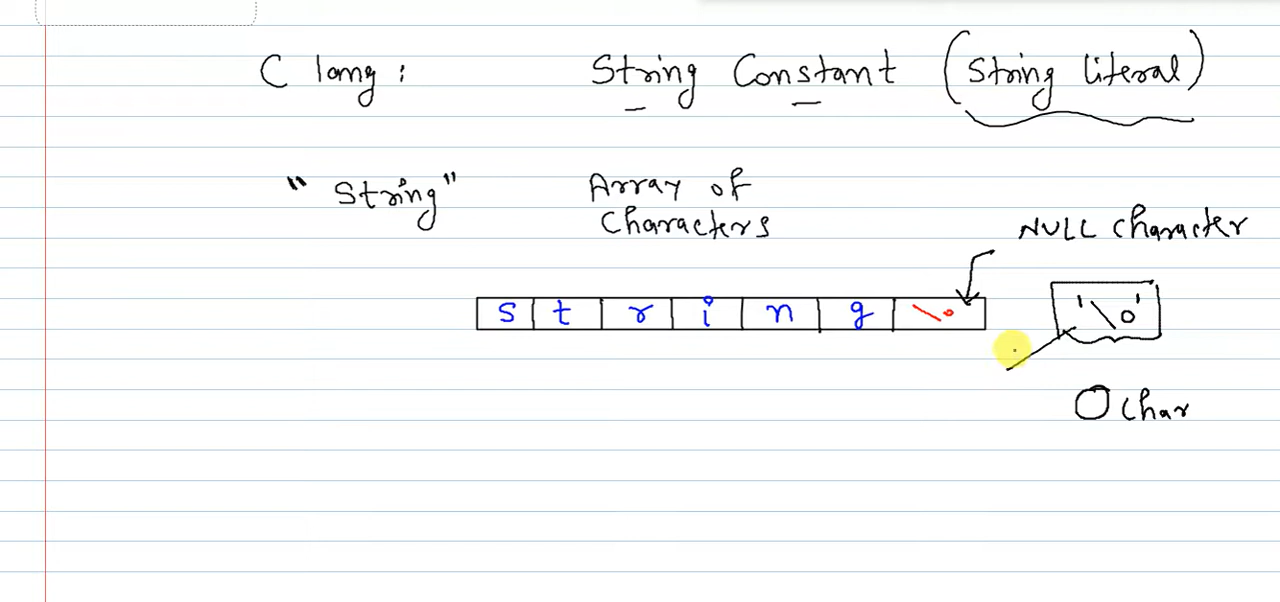 C lang : String Constant (String literal)
"String" Array of
Characters
NULL Character
s t r i n g \0
'\0'
0 char